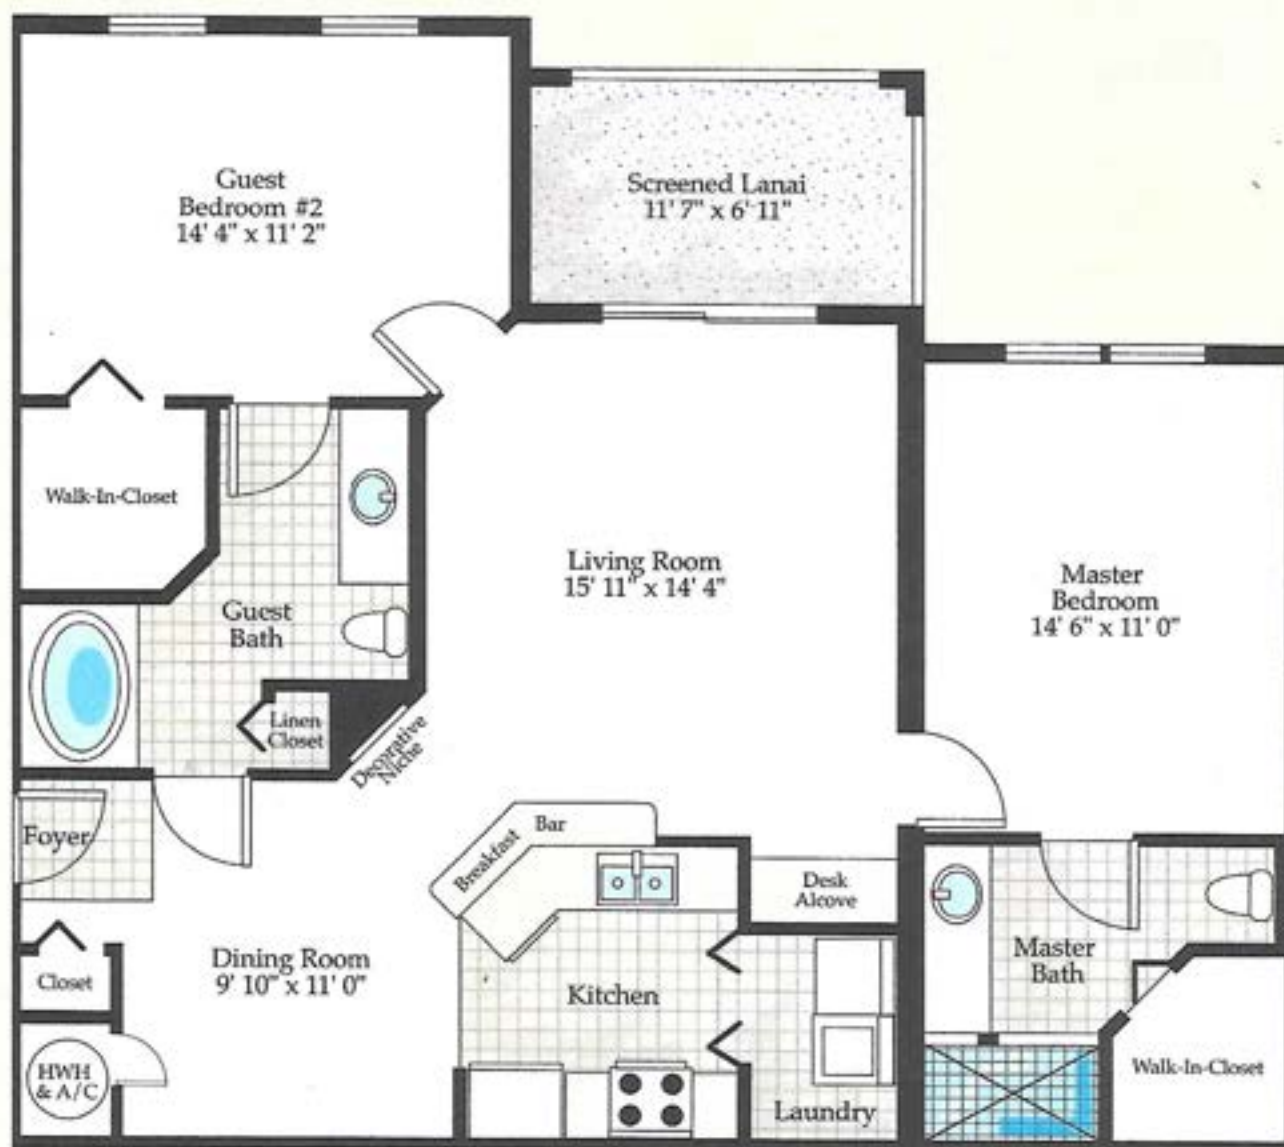 Guest
Bedroom #2
14' 4" x 11' 2"
Screened Lanai
11' 7" x 6' 11"
Walk-In-Closet
Living Room
15' 11" x 14' 4"
Master
Bedroom
14' 6" x 11' 0"
Guest
Bath
Linen
Closet
Decorative
Niche
Foyer
Breakfast
Bar
Desk
Alcove
Dining Room
9' 10" x 11' 0"
Closet
Kitchen
Master
Bath
HWH
& A/C
Laundry
Walk-In-Closet